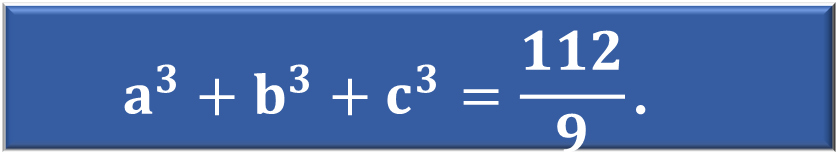 a³ + b³ + c³ = 112/9.